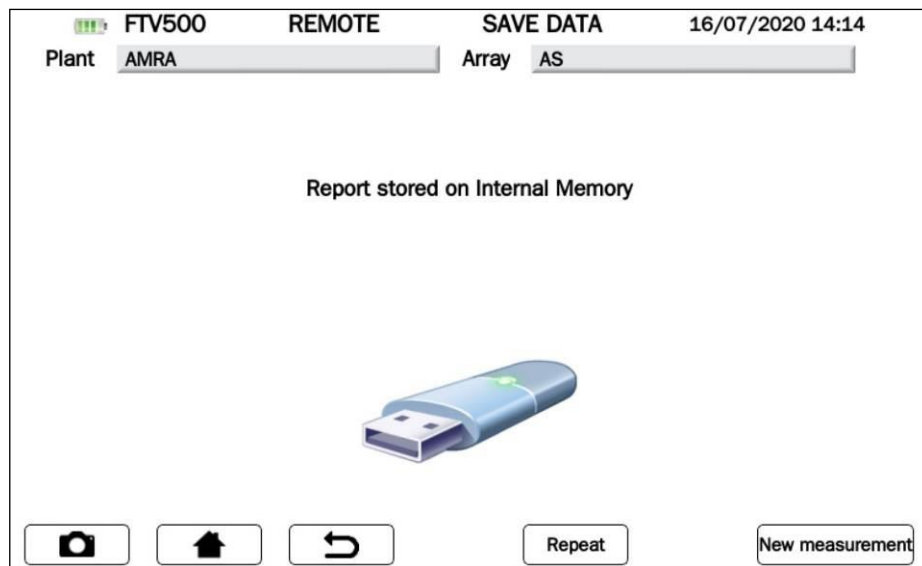 FTV500 REMOTE SAVE DATA 16/07/2020 14:14
Plant AMRA Array AS
Report stored on Internal Memory
Repeat New measurement